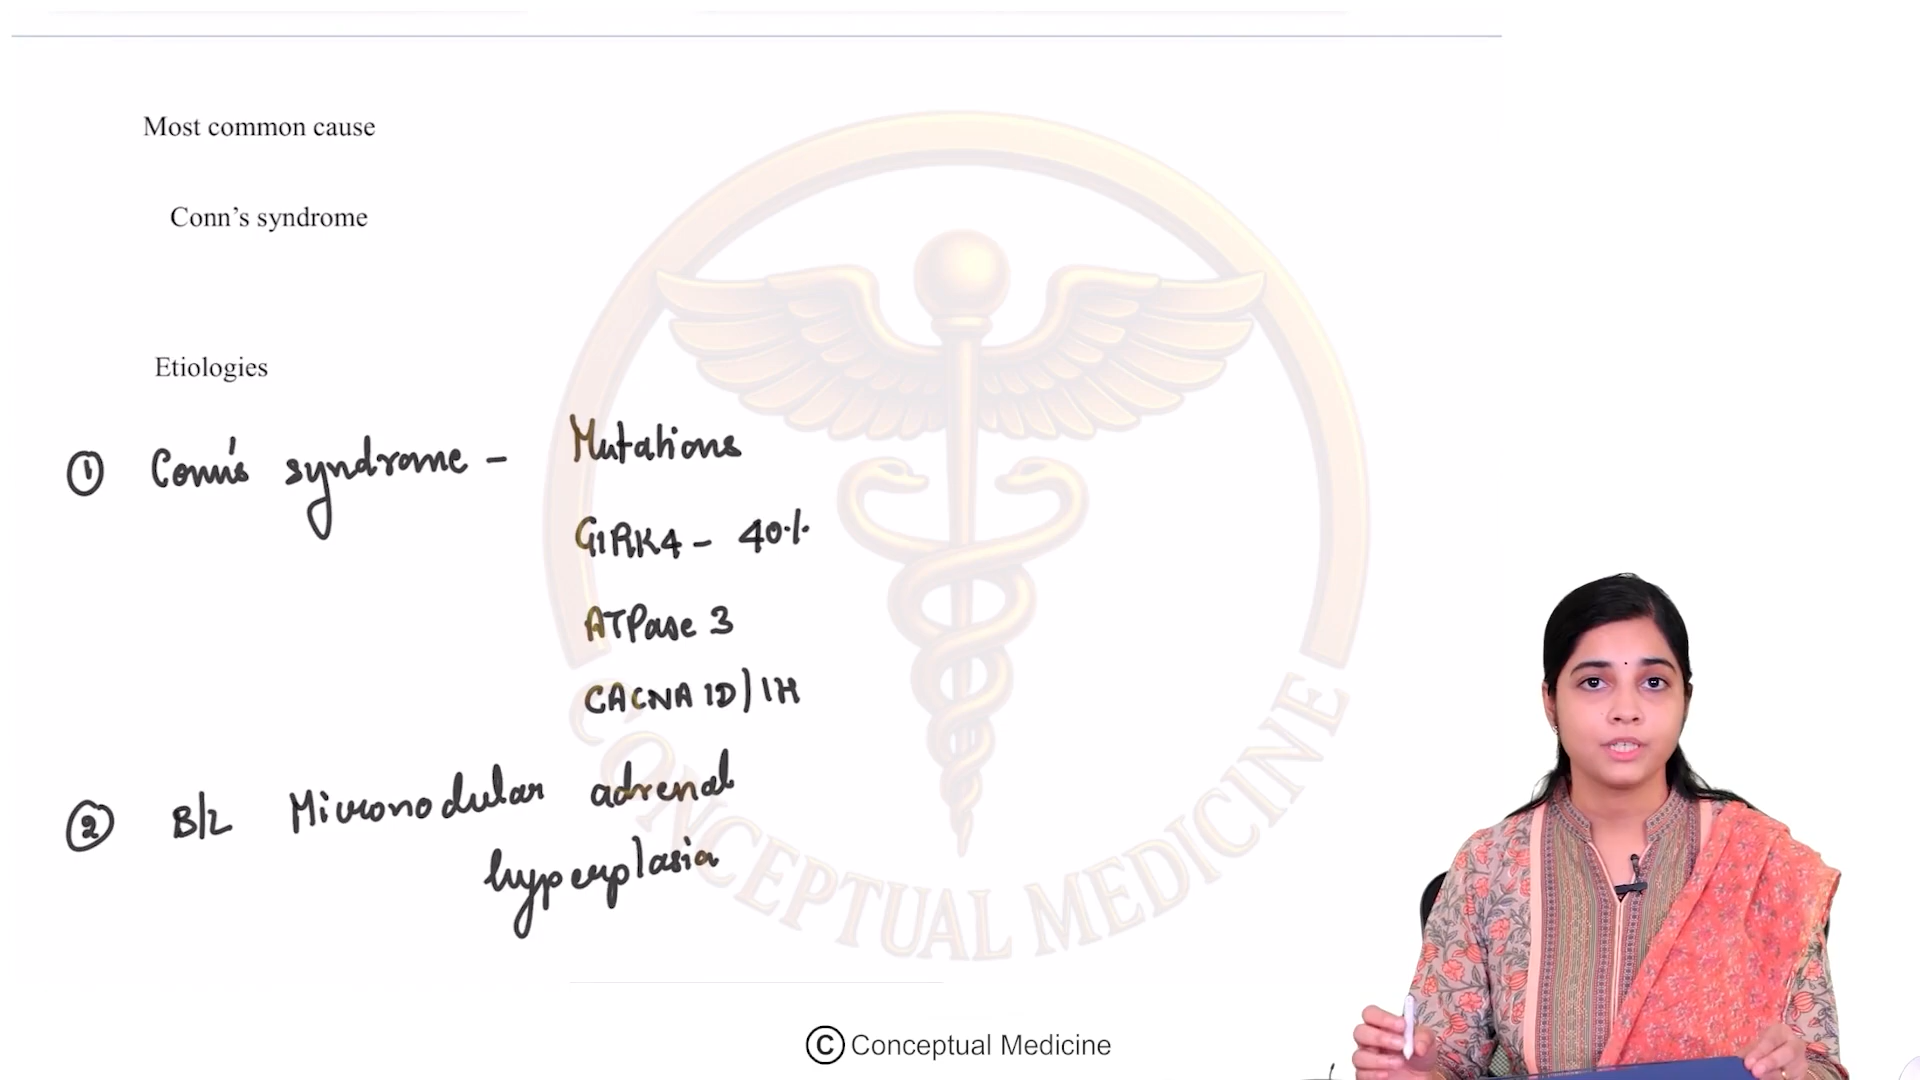 Most common cause
Conn's syndrome
Etiologies
① Conn's syndrome - Mutations
GIRK4 - 40%
ATPase 3
CACNA 1D/1H
② B/L Micronodular adrenal
hyperplasia
CONCEPTUAL MEDICINE
© Conceptual Medicine